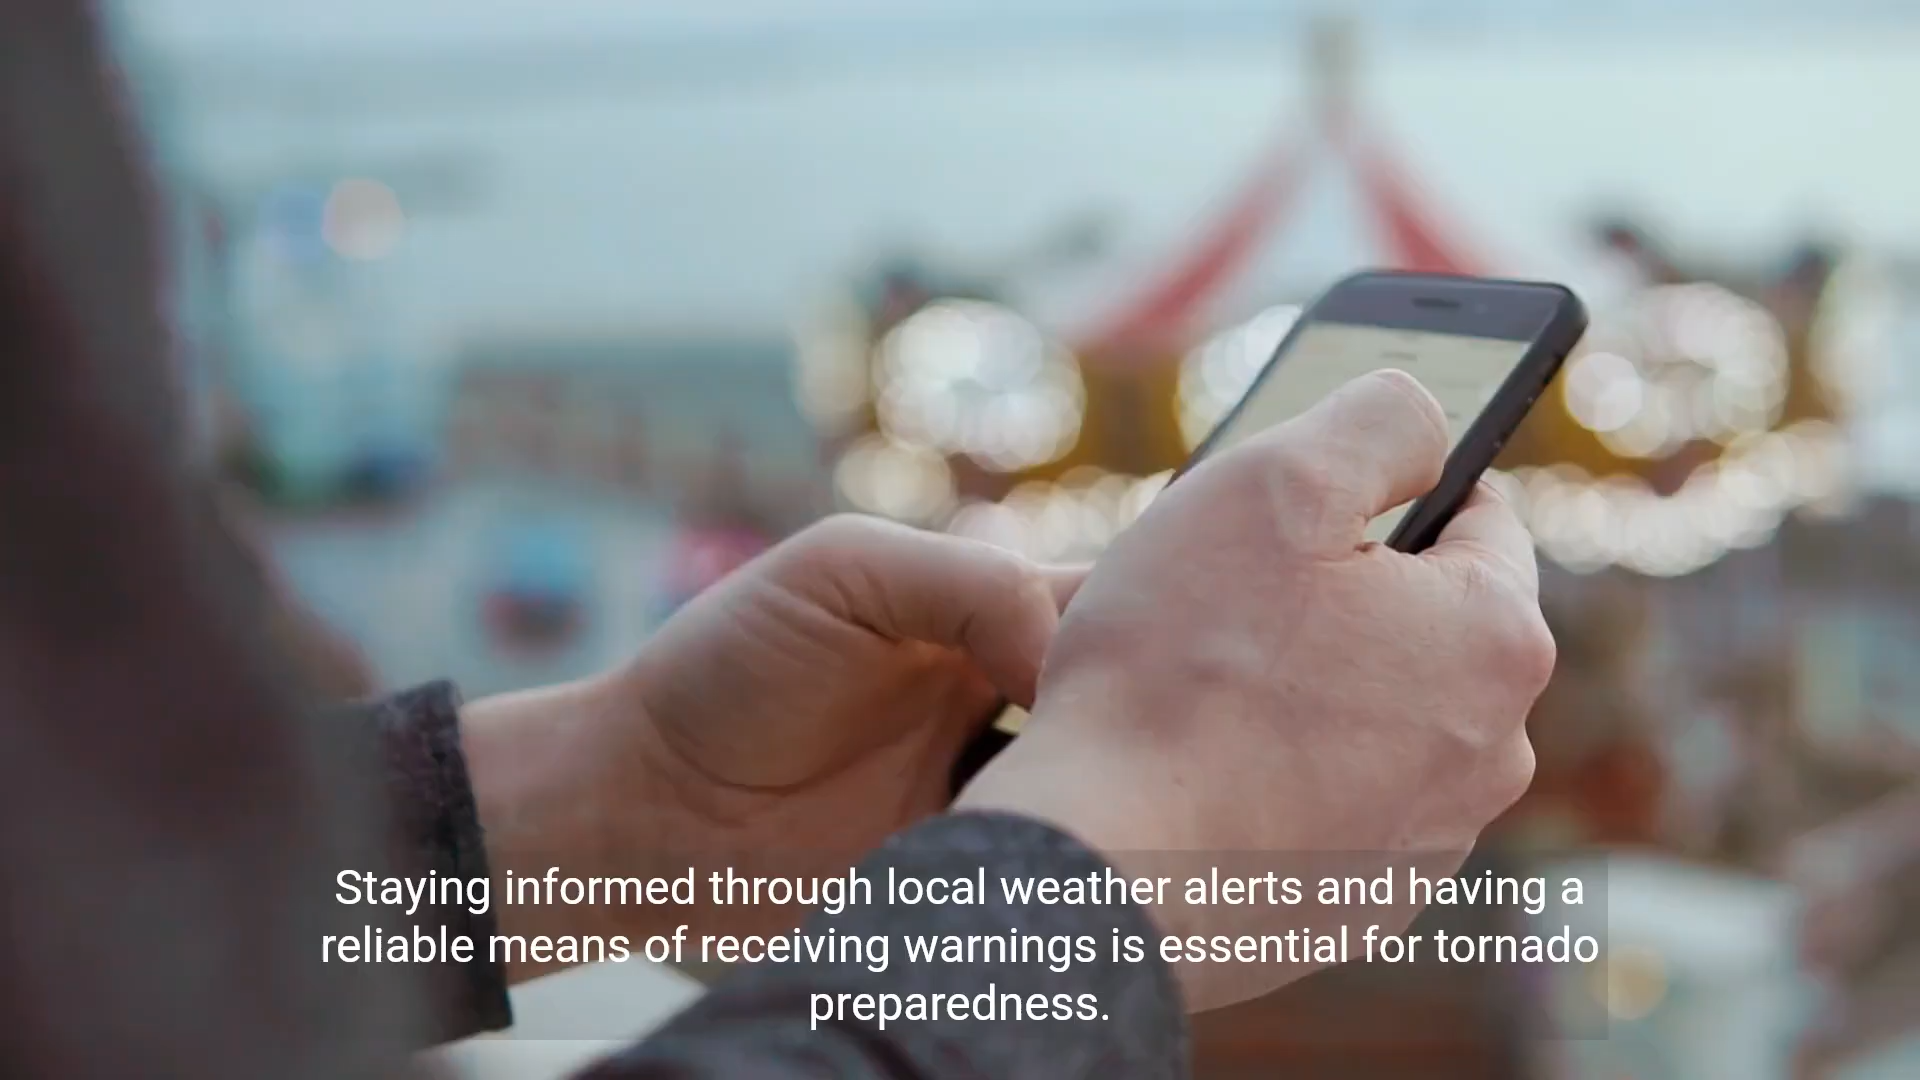 Staying informed through local weather alerts and having a
reliable means of receiving warnings is essential for tornado
preparedness.